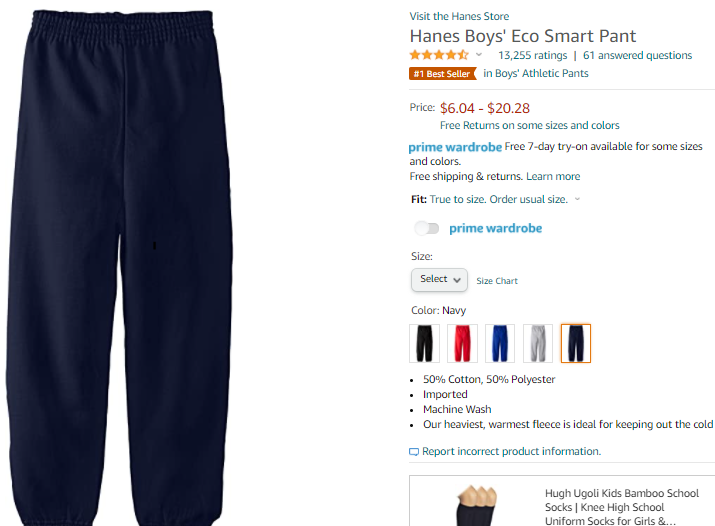 Visit the Hanes Store
Hanes Boys' Eco Smart Pant
13,255 ratings | 61 answered questions
#1 Best Seller in Boys' Athletic Pants
Price: $6.04 - $20.28
Free Returns on some sizes and colors
prime wardrobe Free 7-day try-on available for some sizes
and colors.
Free shipping & returns. Learn more
Fit: True to size. Order usual size.
prime wardrobe
Size:
Select Size Chart
Color: Navy
50% Cotton, 50% Polyester
Imported
Machine Wash
Our heaviest, warmest fleece is ideal for keeping out the cold
Report incorrect product information.
Hugh Ugoli Kids Bamboo School
Socks | Knee High School
Uniform Socks for Girls &...